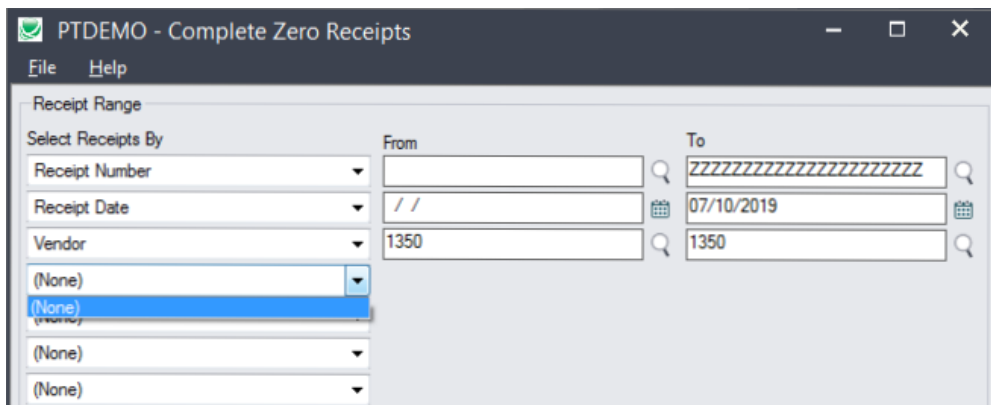 PTDEMO - Complete Zero Receipts
File Help
Receipt Range
Select Receipts By From To
Receipt Number ZZZZZZZZZZZZZZZZZZZZZZ
Receipt Date / / 07/10/2019
Vendor 1350 1350
(None)
(None)
(None)
(None)
(None)